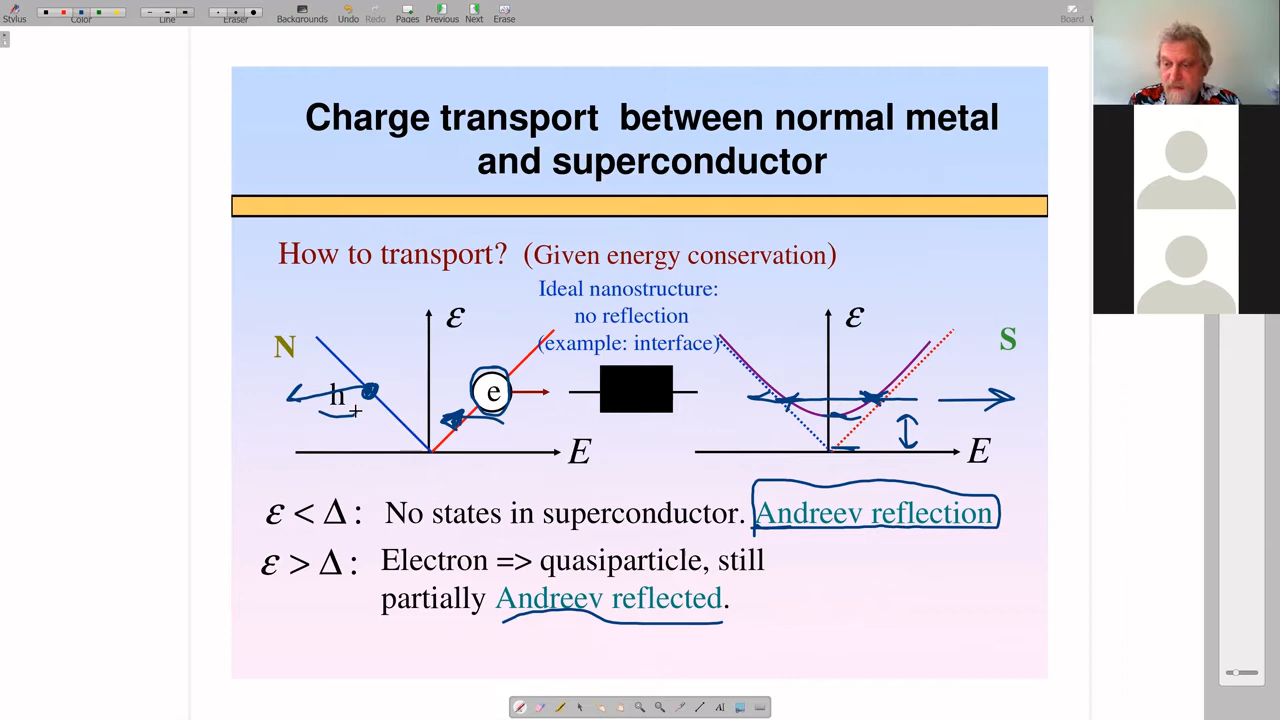 Stylus
Color
Line
Eraser
Backgrounds
Undo
Redo
Pages
Previous
Next
Erase
Board
Charge transport between normal metal
and superconductor
How to transport? (Given energy conservation)
Ideal nanostructure:
no reflection
(example: interface)
N
ε
h
e
E
ε
S
E
ε < Δ : No states in superconductor. Andreev reflection
ε > Δ : Electron => quasiparticle, still
partially Andreev reflected.